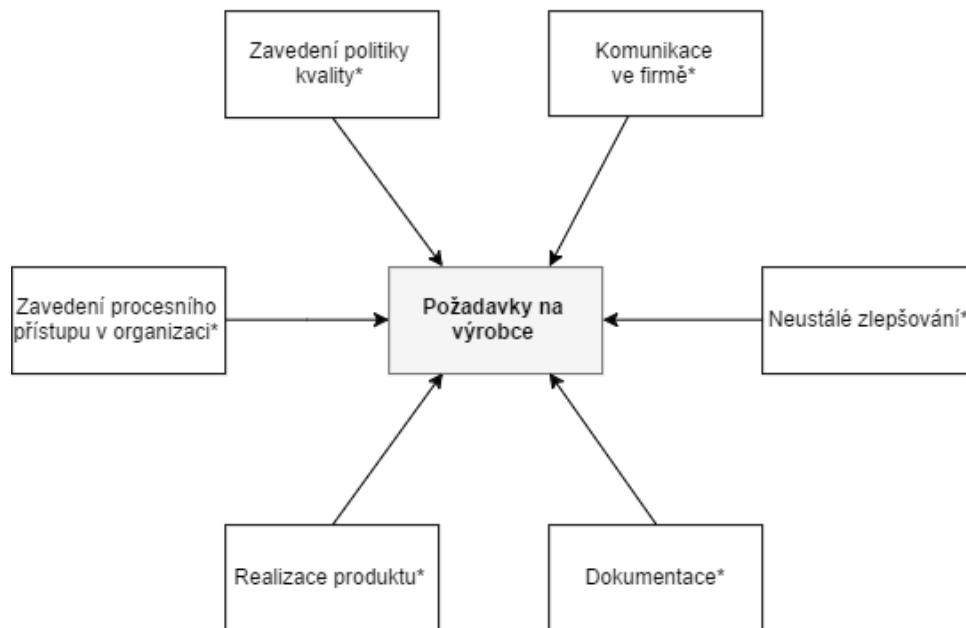 Zavedení politiky
kvality*
Komunikace
ve firmě*
Zavedení procesního
přístupu v organizaci*
Požadavky na
výrobce
Neustálé zlepšování*
Realizace produktu*
Dokumentace*